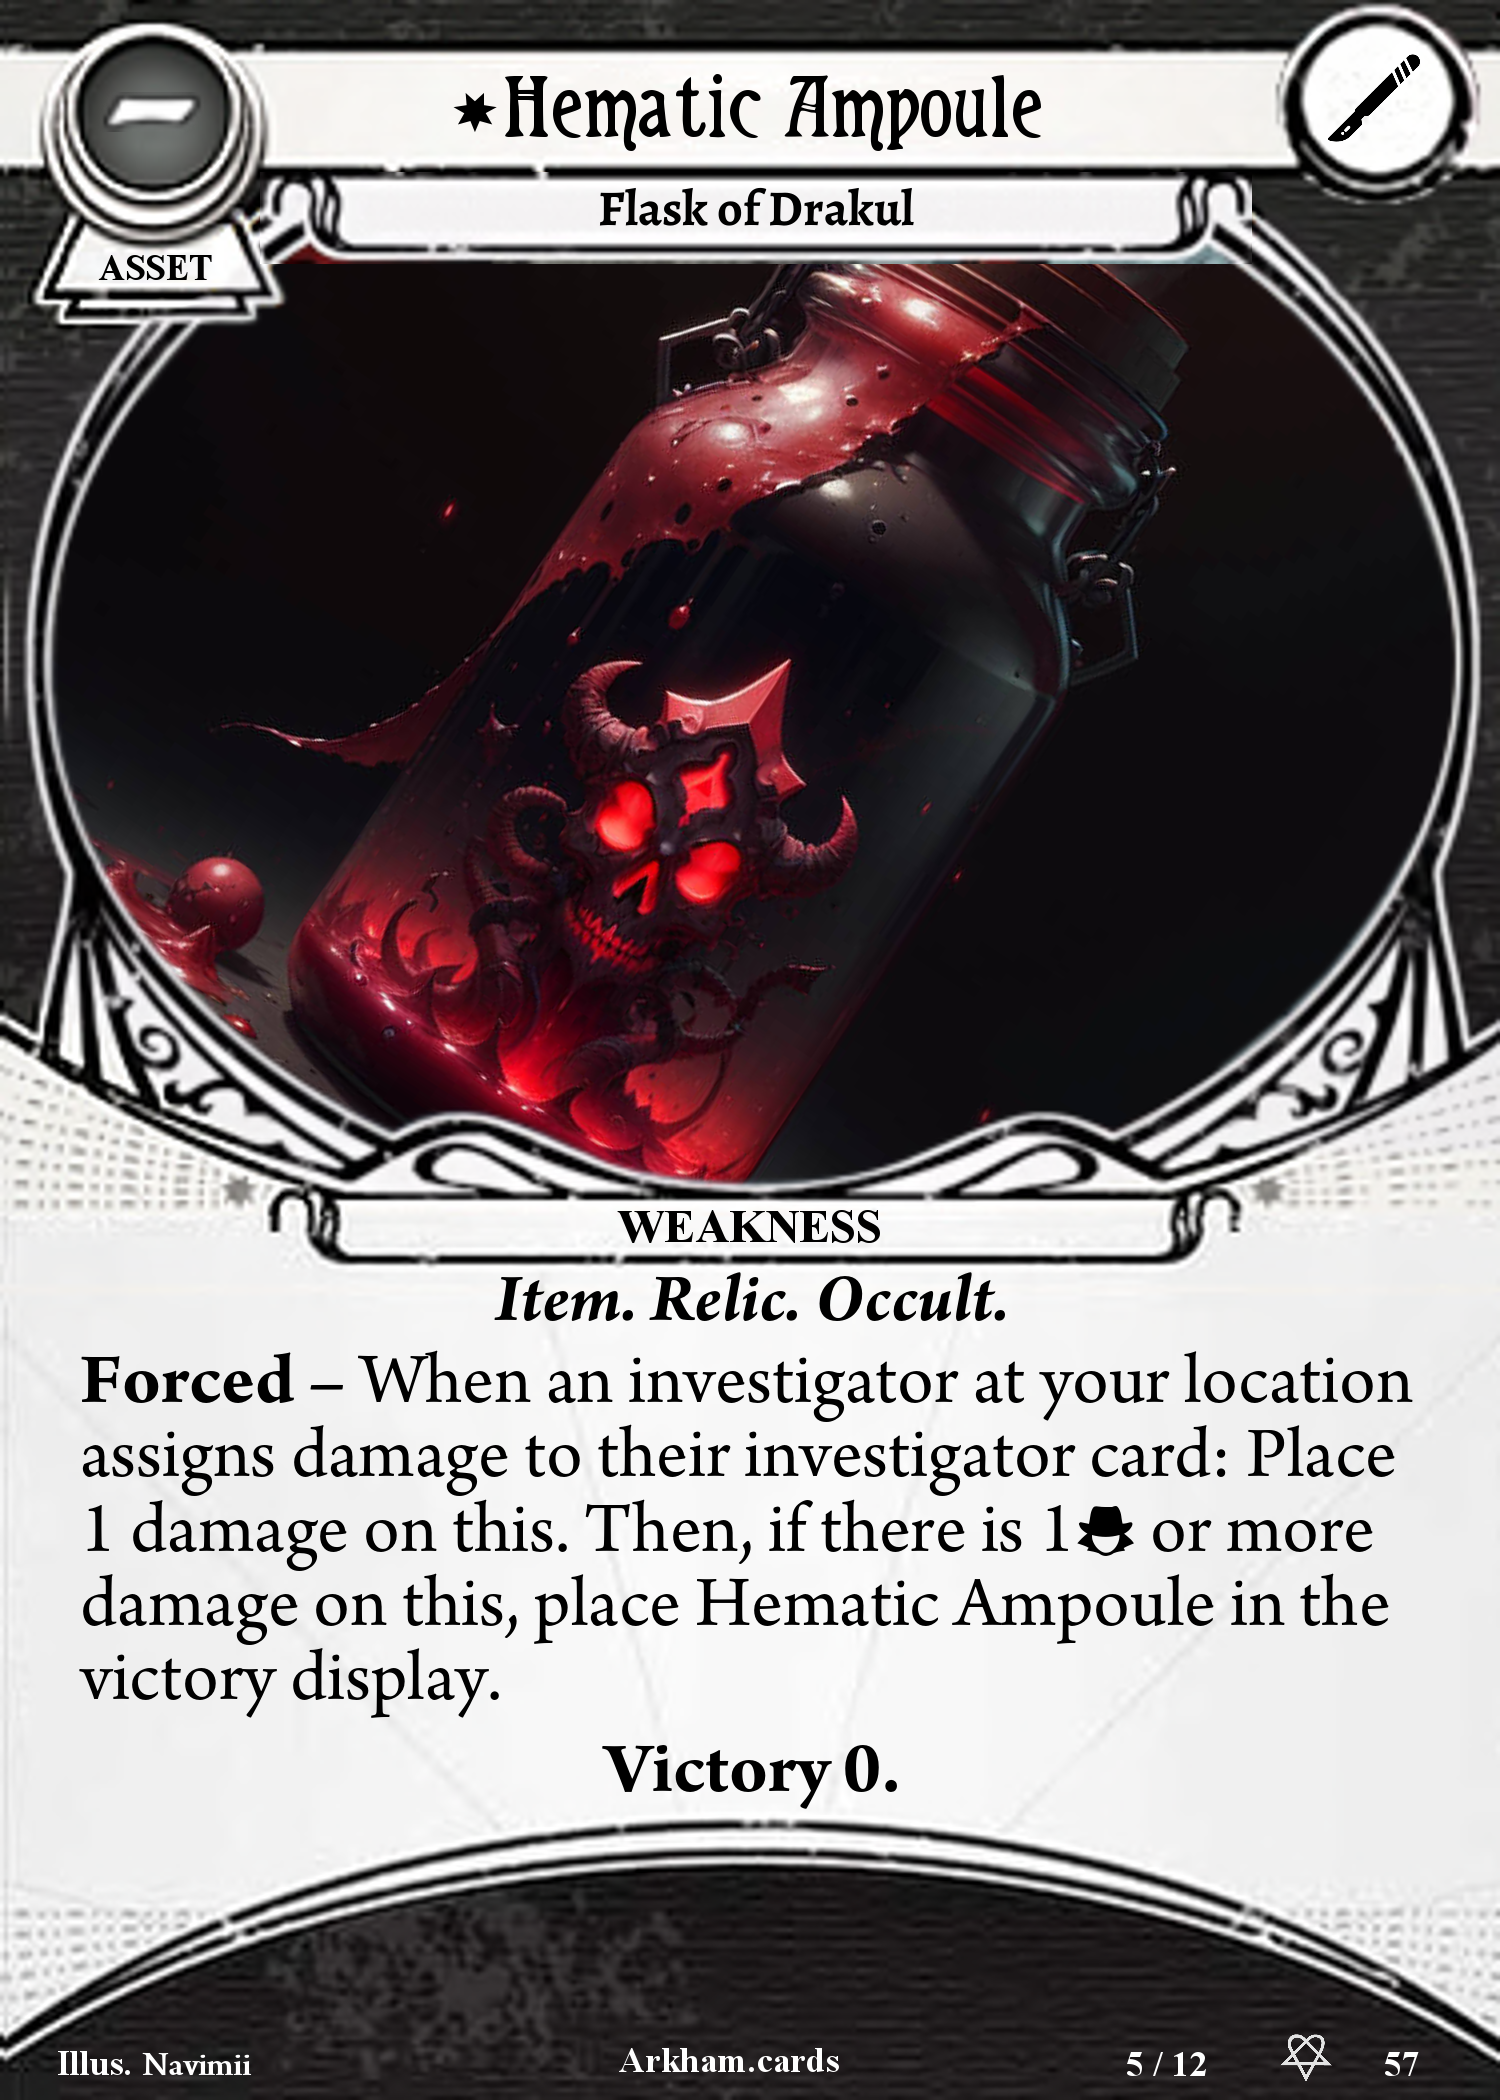 Hematic Ampoule
Flask of Drakul
ASSET
WEAKNESS
Item. Relic. Occult.
Forced – When an investigator at your location
assigns damage to their investigator card: Place
1 damage on this. Then, if there is 1 or more
damage on this, place Hematic Ampoule in the
victory display.
Victory 0.
Illus. Navimii
Arkham.cards
5 / 12
57